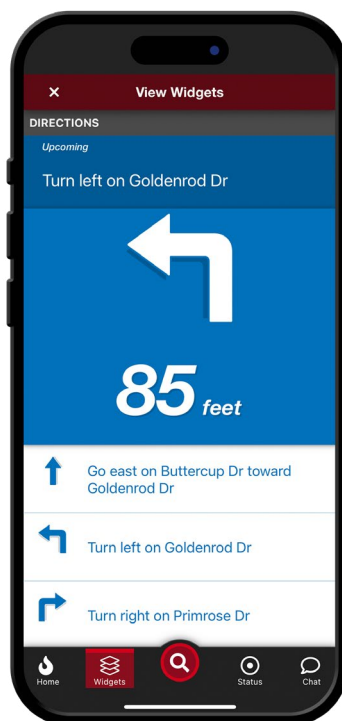 View Widgets
DIRECTIONS
Upcoming
Turn left on Goldenrod Dr
85 feet
Go east on Buttercup Dr toward
Goldenrod Dr
Turn left on Goldenrod Dr
Turn right on Primrose Dr
Home
Widgets
Status
Chat